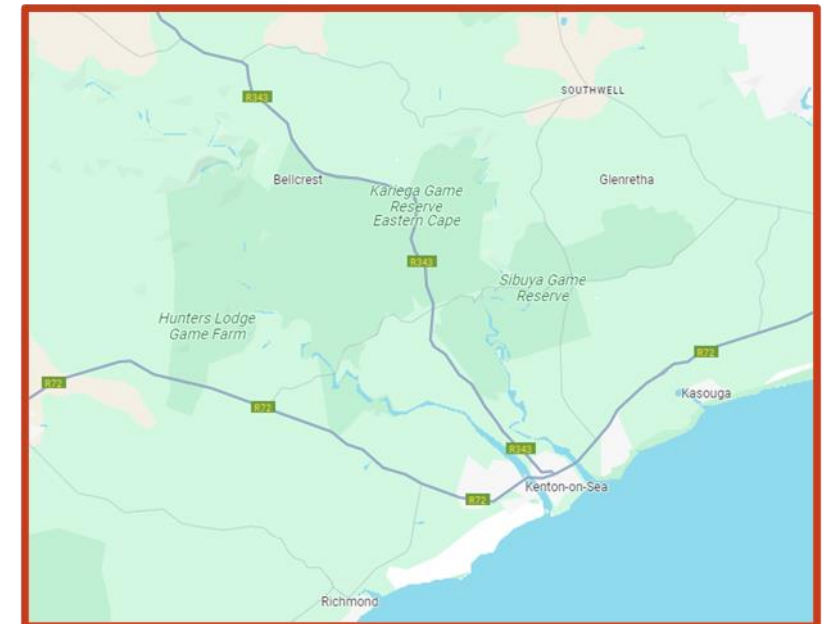 SOUTHWELL
R343
Bellcrest
Glenretha
Kariega Game
Reserve
Eastern Cape
R343
Sibuya Game
Reserve
Hunters Lodge
Game Farm
R72
R72
Kasouga
R72
R343
Kenton-on-Sea
R72
Richmond